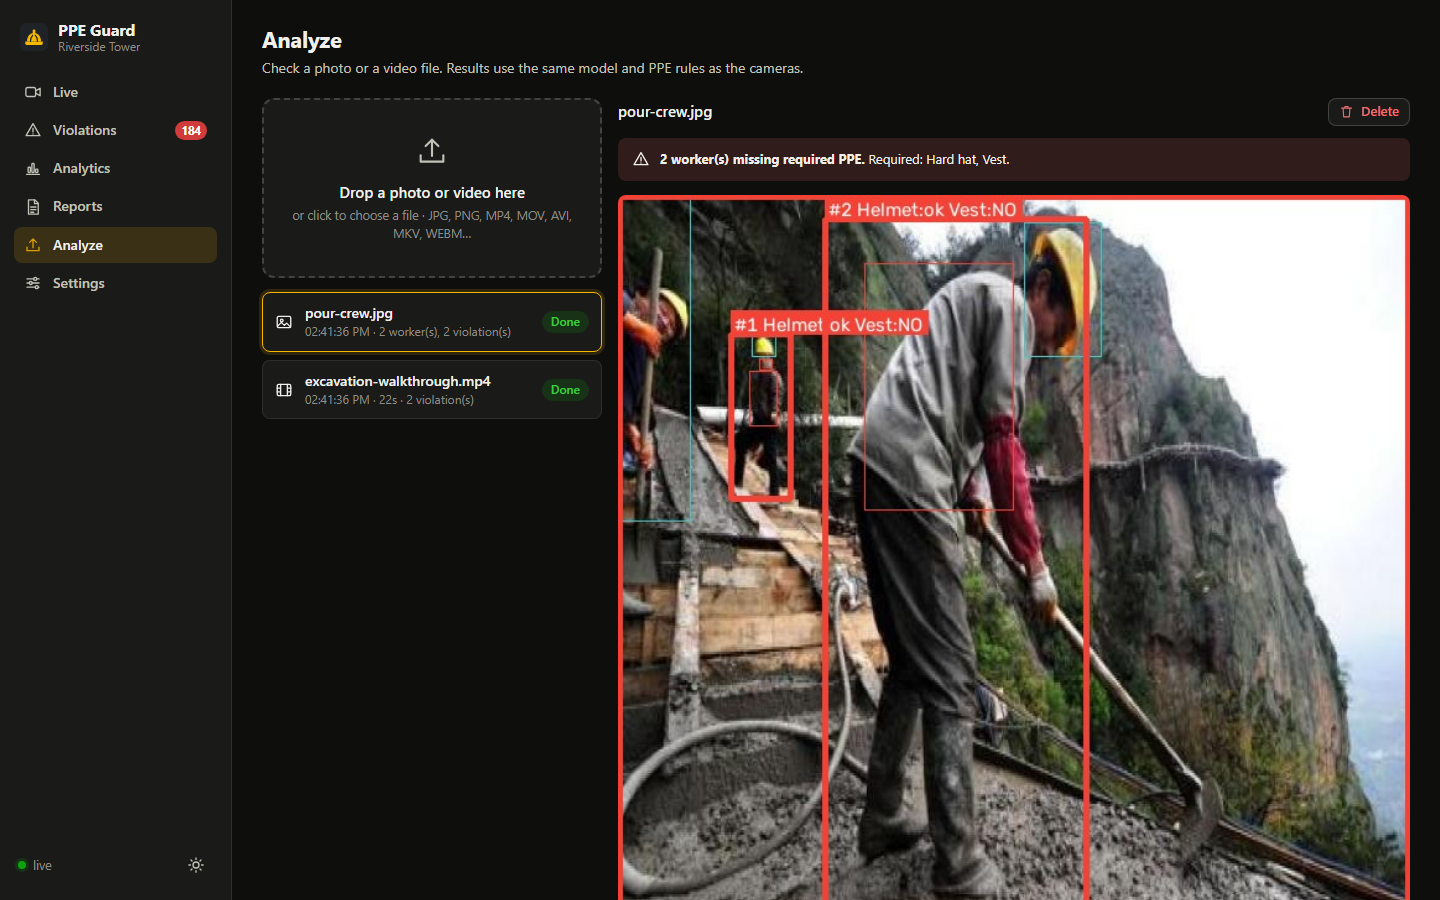 PPE Guard
Riverside Tower
Live
Violations 184
Analytics
Reports
Analyze
Settings
live
Analyze
Check a photo or a video file. Results use the same model and PPE rules as the cameras.
Drop a photo or video here
or click to choose a file · JPG, PNG, MP4, MOV, AVI,
MKV, WEBM...
pour-crew.jpg
02:41:36 PM · 2 worker(s), 2 violation(s)
Done
excavation-walkthrough.mp4
02:41:36 PM · 22s · 2 violation(s)
Done
pour-crew.jpg
Delete
2 worker(s) missing required PPE. Required: Hard hat, Vest.
#2 Helmet:ok Vest:NO
#1 Helmet:ok Vest:NO